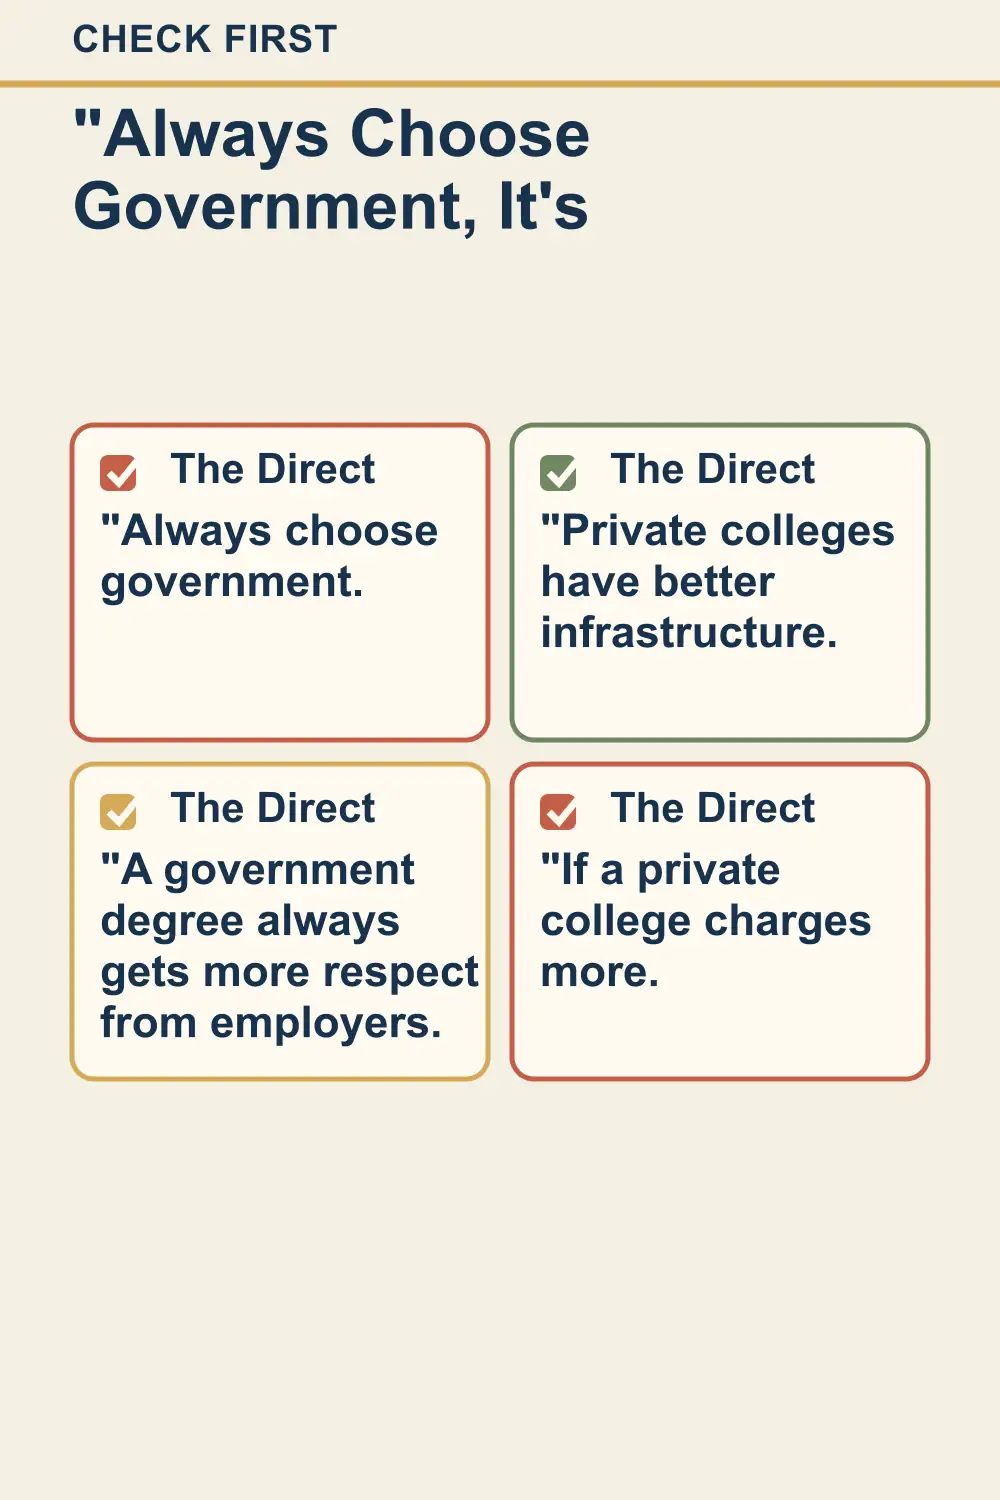 CHECK FIRST
"Always Choose
Government, It's
The Direct
"Always choose
government.
The Direct
"Private colleges
have better
infrastructure.
The Direct
"A government
degree always
gets more respect
from employers.
The Direct
"If a private
college charges
more.